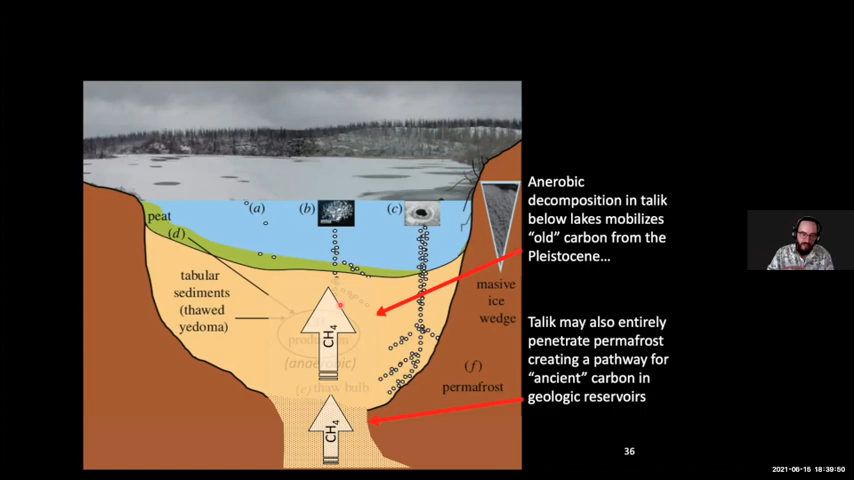 Anerobic
decomposition in talik
below lakes mobilizes
“old” carbon from the
Pleistocene…
peat
(a)
(b)
(c)
(d)
tabular
sediments
(thawed
yedoma)
masive
ice
wedge
CH4
(anaerobic)
(e) thaw bulb
(f)
permafrost
CH4
Talik may also entirely
penetrate permafrost
creating a pathway for
“ancient” carbon in
geologic reservoirs
36
2021-06-15 18:39:50